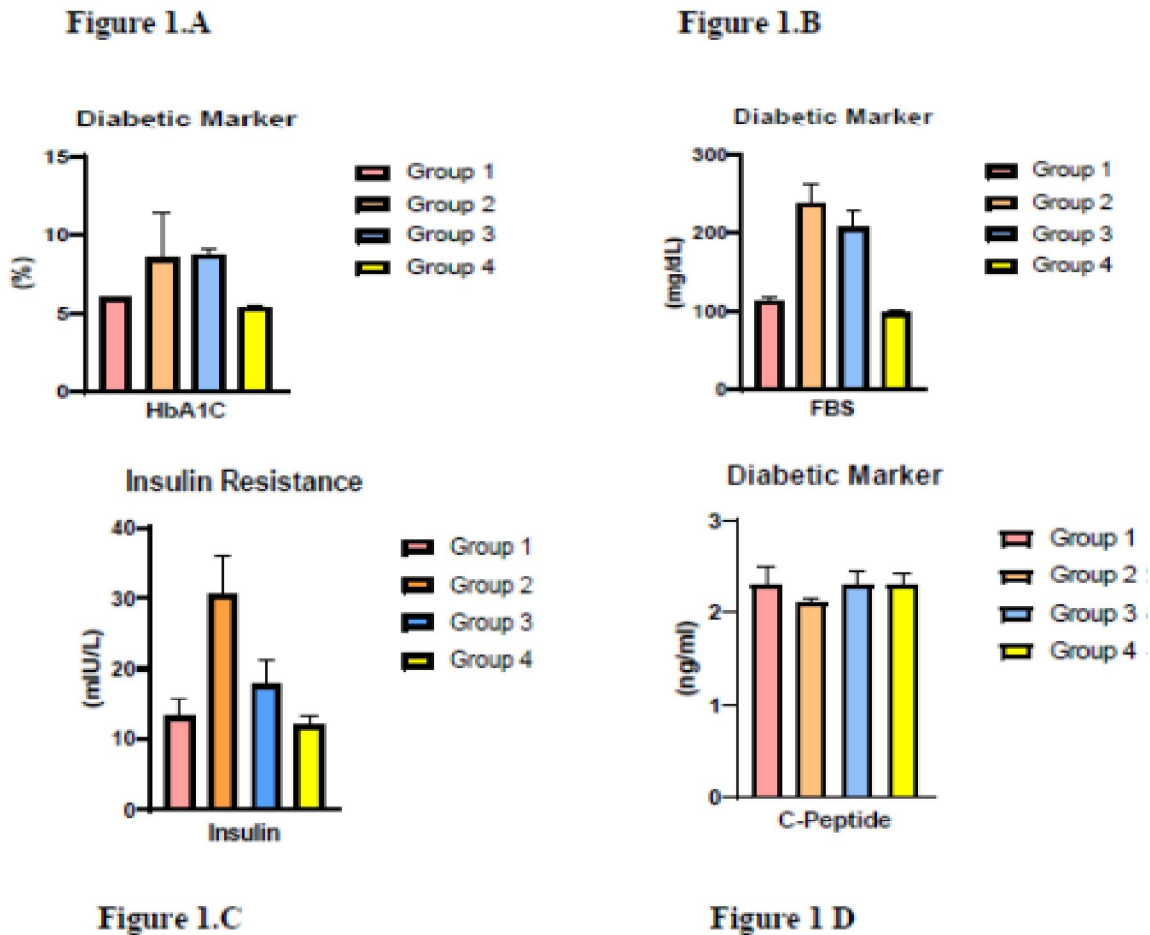 Figure 1.A
Figure 1.B
Diabetic Marker
15
10
5
0
(%)
HbA1C
Group 1
Group 2
Group 3
Group 4
Diabetic Marker
300
200
100
0
(mg/dL)
FBS
Group 1
Group 2
Group 3
Group 4
Insulin Resistance
40
30
20
10
0
(mIU/L)
Insulin
Group 1
Group 2
Group 3
Group 4
Diabetic Marker
3
2
1
0
(ng/ml)
C-Peptide
Group 1
Group 2
Group 3
Group 4
Figure 1.C
Figure 1 D